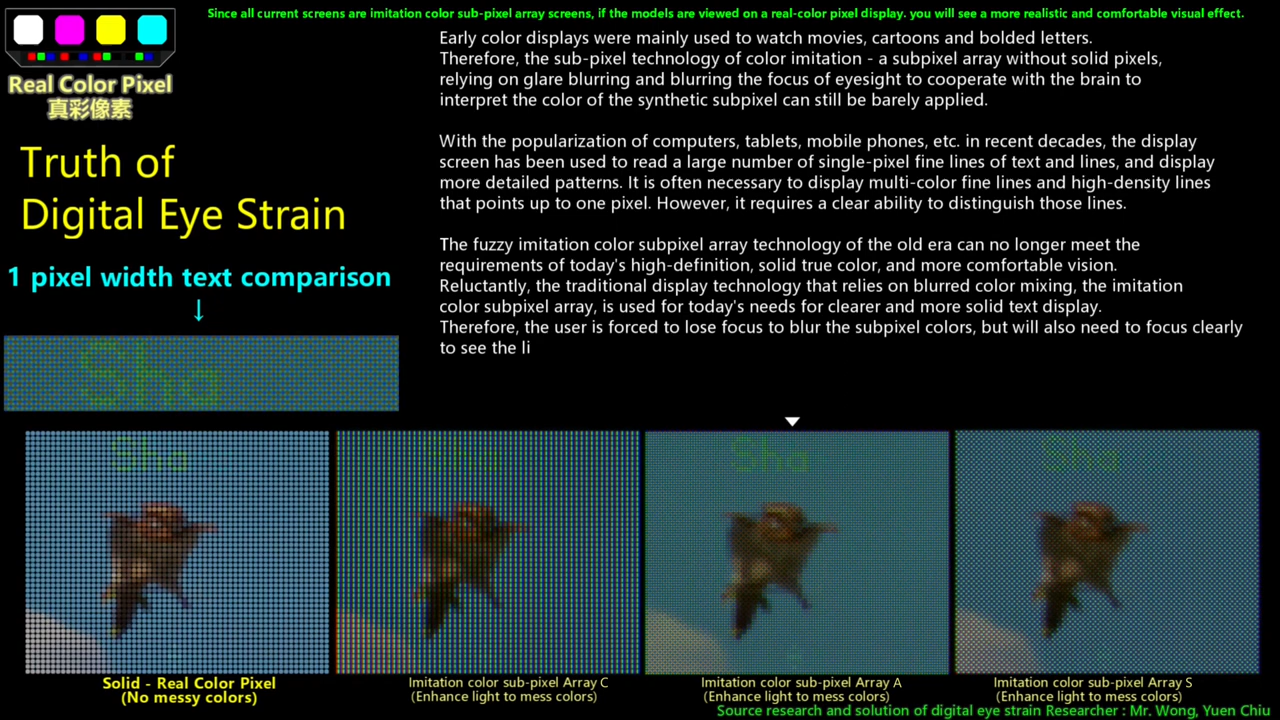 Since all current screens are imitation color sub-pixel array screens, if the models are viewed on a real-color pixel display. you will see a more realistic and comfortable visual effect.
Real Color Pixel
真彩像素
Truth of
Digital Eye Strain
1 pixel width text comparison
↓
Sha
Early color displays were mainly used to watch movies, cartoons and bolded letters.
Therefore, the sub-pixel technology of color imitation - a subpixel array without solid pixels,
relying on glare blurring and blurring the focus of eyesight to cooperate with the brain to
interpret the color of the synthetic subpixel can still be barely applied.
With the popularization of computers, tablets, mobile phones, etc. in recent decades, the display
screen has been used to read a large number of single-pixel fine lines of text and lines, and display
more detailed patterns. It is often necessary to display multi-color fine lines and high-density lines
that points up to one pixel. However, it requires a clear ability to distinguish those lines.
The fuzzy imitation color subpixel array technology of the old era can no longer meet the
requirements of today's high-definition, solid true color, and more comfortable vision.
Reluctantly, the traditional display technology that relies on blurred color mixing, the imitation
color subpixel array, is used for today's needs for clearer and more solid text display.
Therefore, the user is forced to lose focus to blur the subpixel colors, but will also need to focus clearly
to see the li
Sha
Sha
Sha
Sha
Solid - Real Color Pixel
(No messy colors)
Imitation color sub-pixel Array C
(Enhance light to mess colors)
Imitation color sub-pixel Array A
(Enhance light to mess colors)
Imitation color sub-pixel Array S
(Enhance light to mess colors)
Source research and solution of digital eye strain Researcher : Mr. Wong, Yuen Chiu